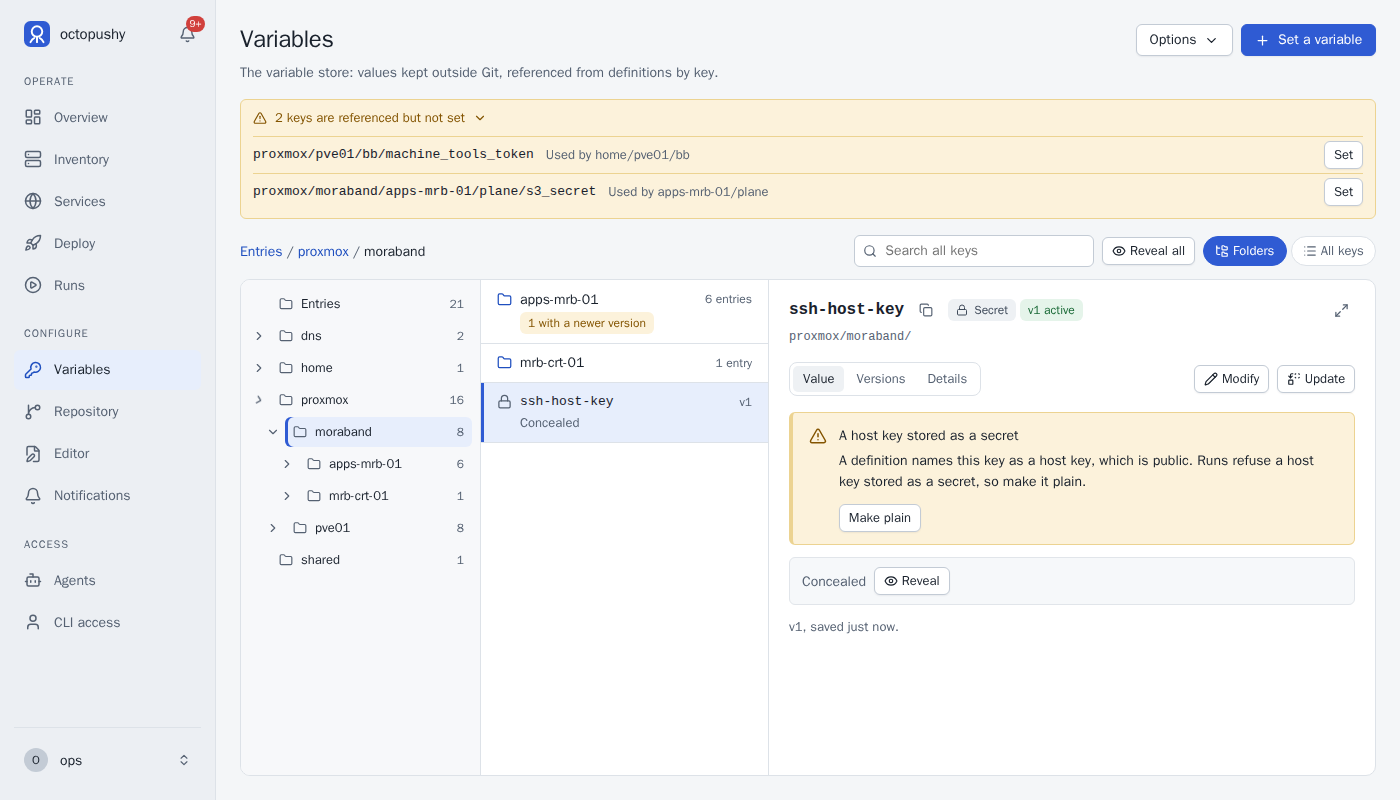 octopushy
9+
OPERATE
Overview
Inventory
Services
Deploy
Runs
CONFIGURE
Variables
Repository
Editor
Notifications
ACCESS
Agents
CLI access
O ops
Variables
Options
Set a variable
The variable store: values kept outside Git, referenced from definitions by key.
2 keys are referenced but not set
proxmox/pve01/bb/machine_tools_token Used by home/pve01/bb Set
proxmox/moraband/apps-mrb-01/plane/s3_secret Used by apps-mrb-01/plane Set
Entries / proxmox / moraband
Search all keys
Reveal all
Folders
All keys
Entries 21
dns 2
home 1
proxmox 16
moraband 8
apps-mrb-01 6
mrb-crt-01 1
pve01 8
shared 1
apps-mrb-01 6 entries
1 with a newer version
mrb-crt-01 1 entry
ssh-host-key v1
Concealed
ssh-host-key Secret v1 active
proxmox/moraband/
Value Versions Details
Modify Update
A host key stored as a secret
A definition names this key as a host key, which is public. Runs refuse a host
key stored as a secret, so make it plain.
Make plain
Concealed Reveal
v1, saved just now.